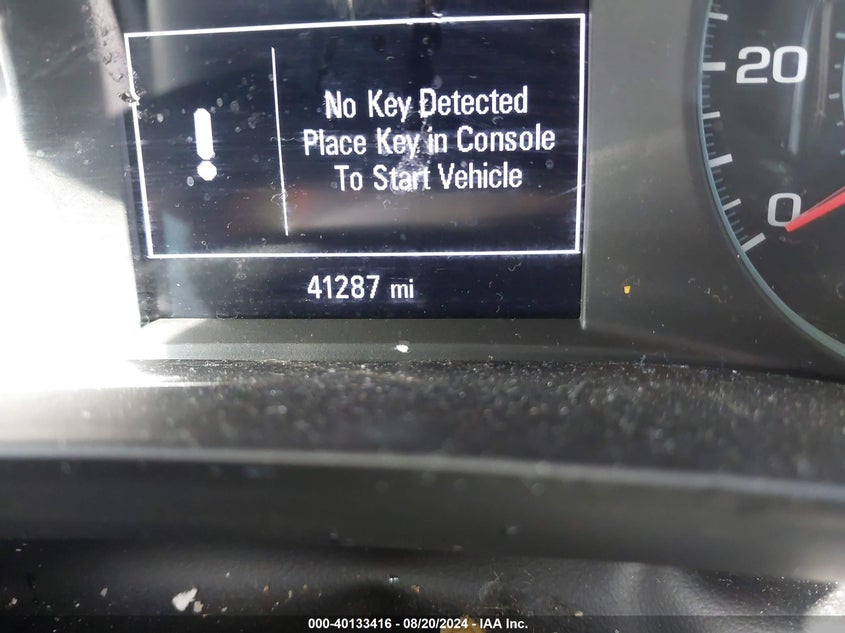 No Key Detected
Place Key in Console
To Start Vehicle
41287 mi
20
0
000-40133416 - 08/20/2024 - IAA Inc.